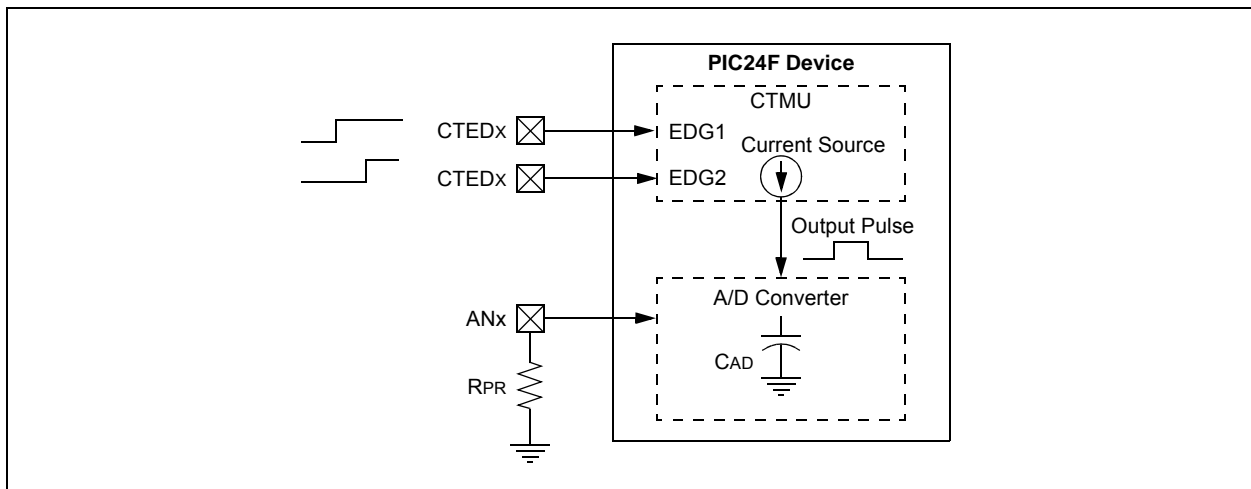 PIC24F Device
CTMU
CTEDX
EDG1
Current Source
CTEDX
EDG2
Output Pulse
A/D Converter
ANx
CAD
RPR